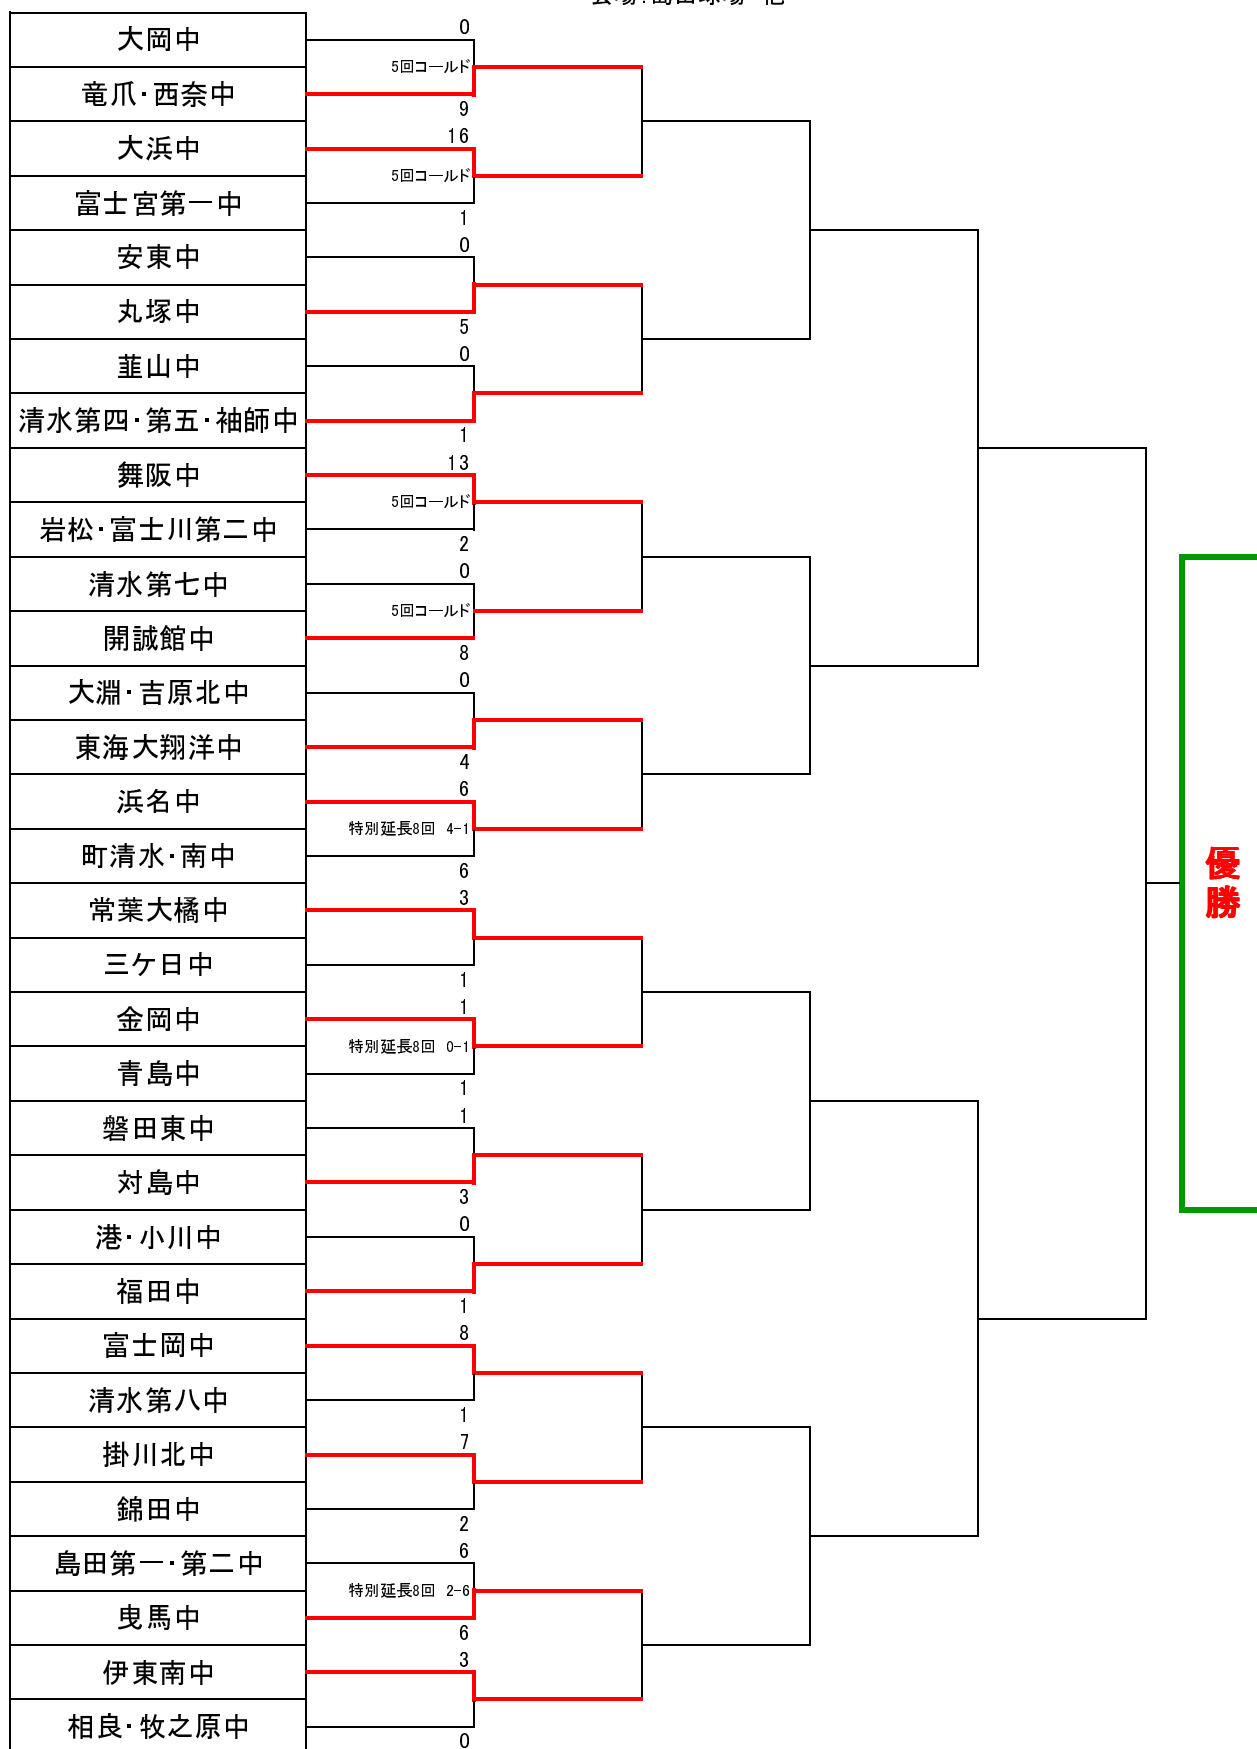 会場:島田球場 他
大岡中
0
5回コールド
竜爪・西奈中
9
大浜中
16
5回コールド
富士宮第一中
1
安東中
0
丸塚中
5
韮山中
0
清水第四・第五・袖師中
1
舞阪中
13
5回コールド
岩松・富士川第二中
2
清水第七中
0
5回コールド
開誠館中
8
大淵・吉原北中
0
東海大翔洋中
4
浜名中
6
特別延長8回 4-1
町清水・南中
6
常葉大橘中
3
三ケ日中
1
金岡中
1
特別延長8回 0-1
青島中
1
磐田東中
1
対島中
3
港・小川中
0
福田中
1
富士岡中
8
清水第八中
1
掛川北中
7
錦田中
2
島田第一・第二中
6
特別延長8回 2-6
曳馬中
6
伊東南中
3
相良・牧之原中
0
優勝